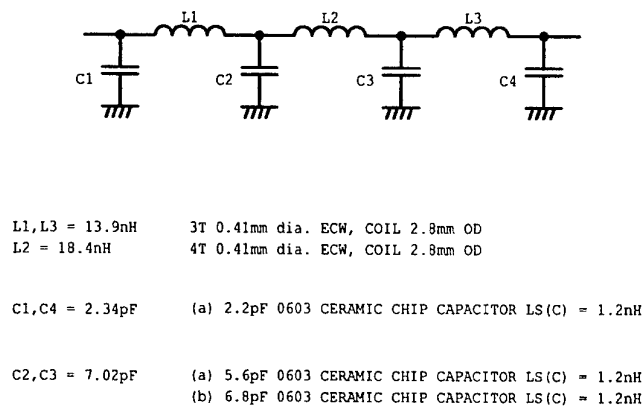 L1 L2 L3
C1 C2 C3 C4
L1,L3 = 13.9nH 3T 0.41mm dia. ECW, COIL 2.8mm OD
L2 = 18.4nH 4T 0.41mm dia. ECW, COIL 2.8mm OD
C1,C4 = 2.34pF (a) 2.2pF 0603 CERAMIC CHIP CAPACITOR LS(C) = 1.2nH
C2,C3 = 7.02pF (a) 5.6pF 0603 CERAMIC CHIP CAPACITOR LS(C) = 1.2nH
(b) 6.8pF 0603 CERAMIC CHIP CAPACITOR LS(C) = 1.2nH